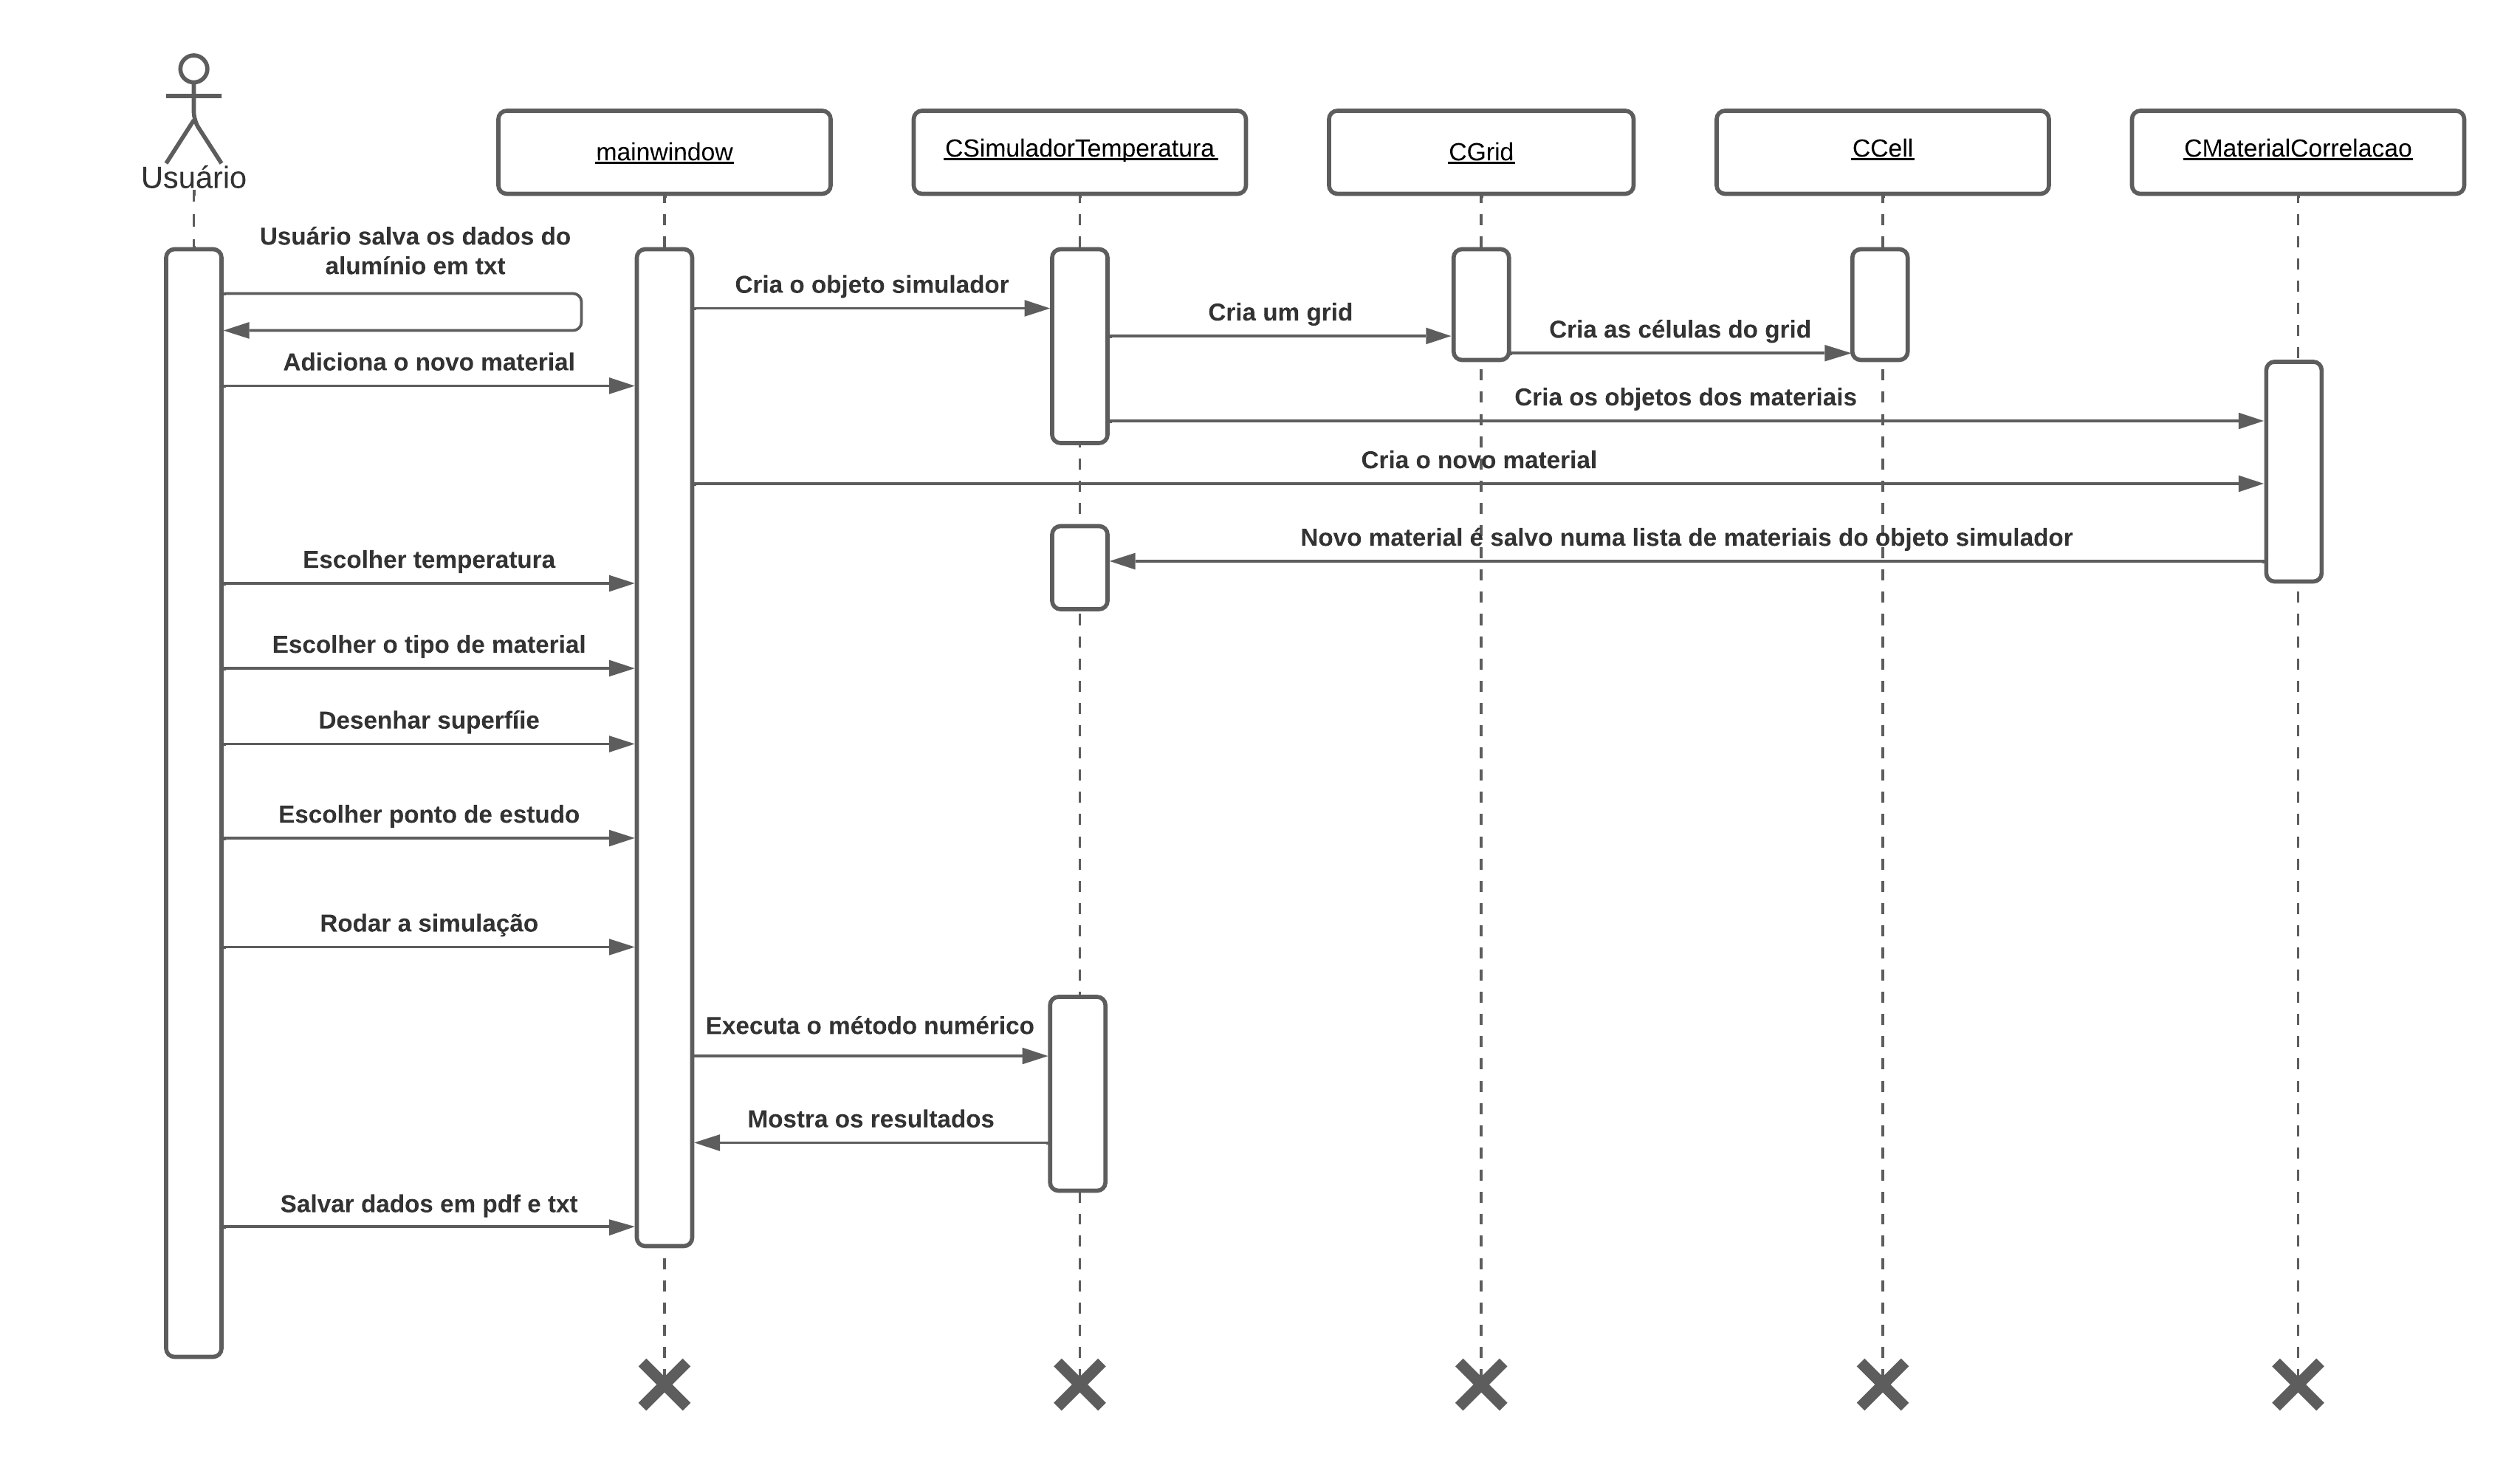 Usuário
mainwindow
CSimuladorTemperatura
CGrid
CCell
CMaterialCorrelacao
Usuário salva os dados do
alumínio em txt
Cria o objeto simulador
Cria um grid
Cria as células do grid
Adiciona o novo material
Cria os objetos dos materiais
Cria o novo material
Novo material é salvo numa lista de materiais do objeto simulador
Escolher temperatura
Escolher o tipo de material
Desenhar superfíie
Escolher ponto de estudo
Rodar a simulação
Executa o método numérico
Mostra os resultados
Salvar dados em pdf e txt